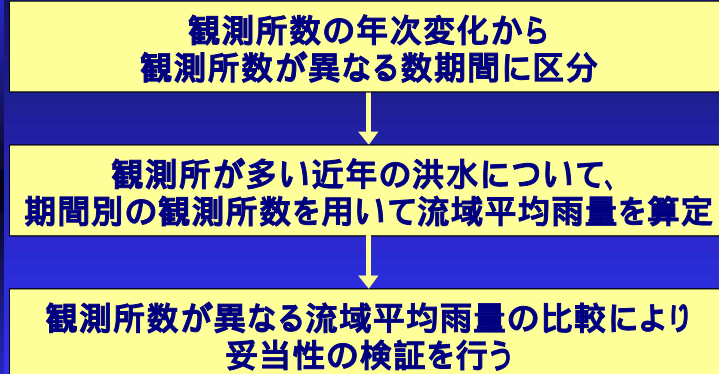 観測所数の年次変化から
観測所数が異なる数期間に区分
観測所が多い近年の洪水について、
期間別の観測所数を用いて流域平均雨量を算定
観測所数が異なる流域平均雨量の比較により
妥当性の検証を行う